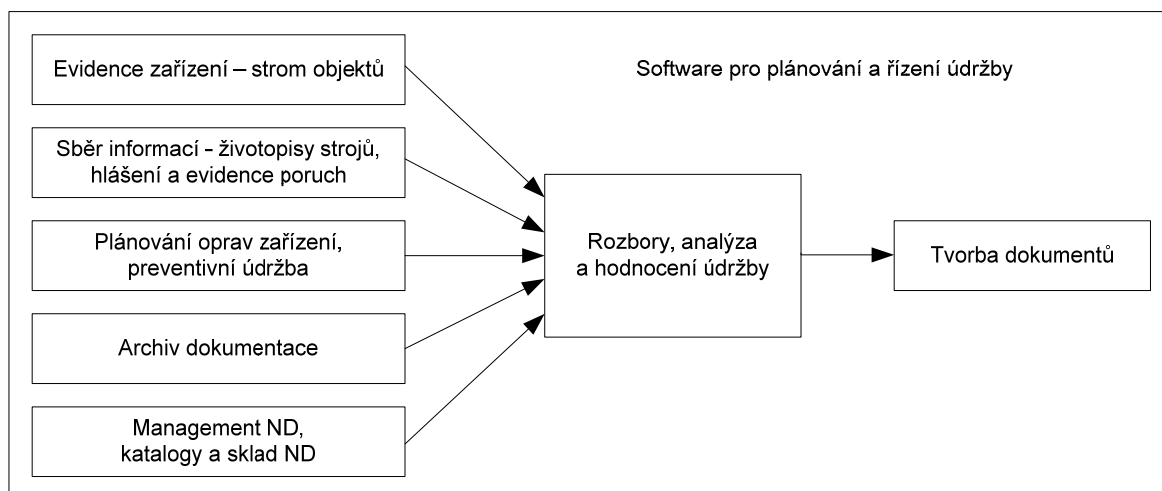 Evidence zařízení – strom objektů
Software pro plánování a řízení údržby
Sběr informací - životopisy strojů,
hlášení a evidence poruch
Plánování oprav zařízení,
preventivní údržba
Rozbory, analýza
a hodnocení údržby
Tvorba dokumentů
Archiv dokumentace
Management ND,
katalogy a sklad ND